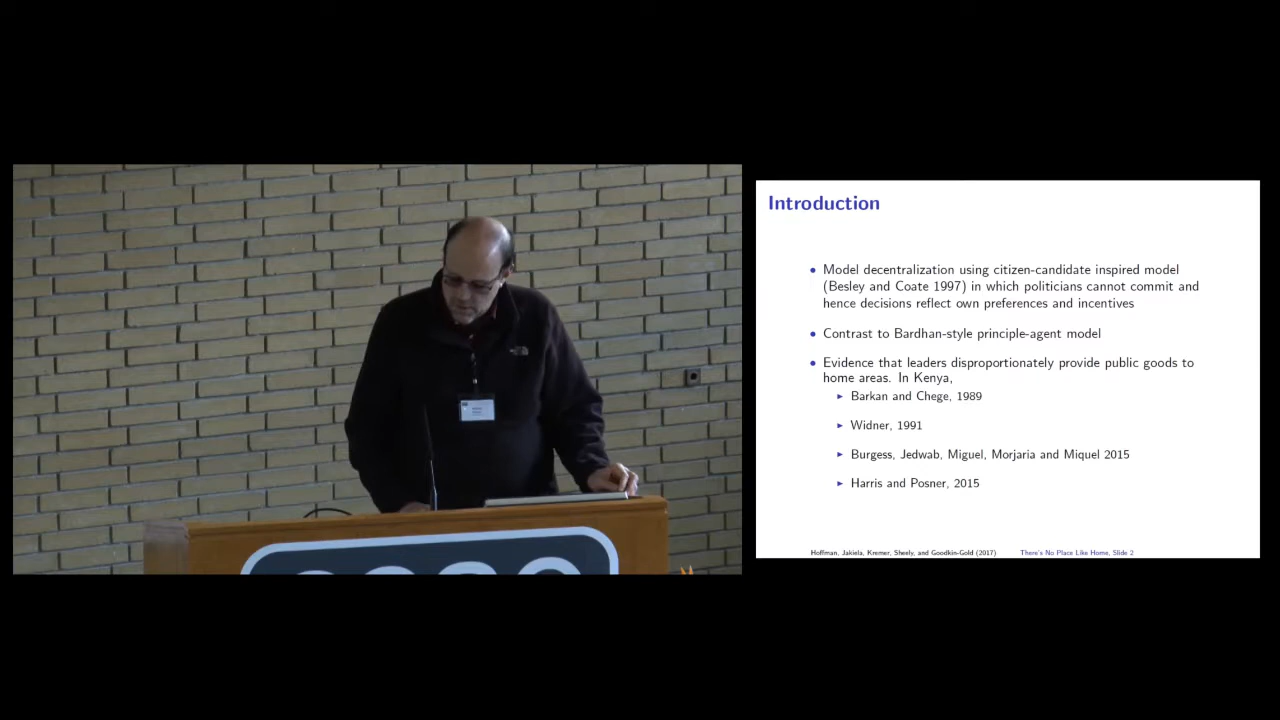 Introduction
Model decentralization using citizen-candidate inspired model
(Besley and Coate 1997) in which politicians cannot commit and
hence decisions reflect own preferences and incentives
Contrast to Bardhan-style principle-agent model
Evidence that leaders disproportionately provide public goods to
home areas. In Kenya,
Barkan and Chege, 1989
Widner, 1991
Burgess, Jedwab, Miguel, Morjaria and Miquel 2015
Harris and Posner, 2015
Hoffman, Jakiela, Kremer, Sheely, and Goodkin-Gold (2017) There's No Place Like Home, Slide 2